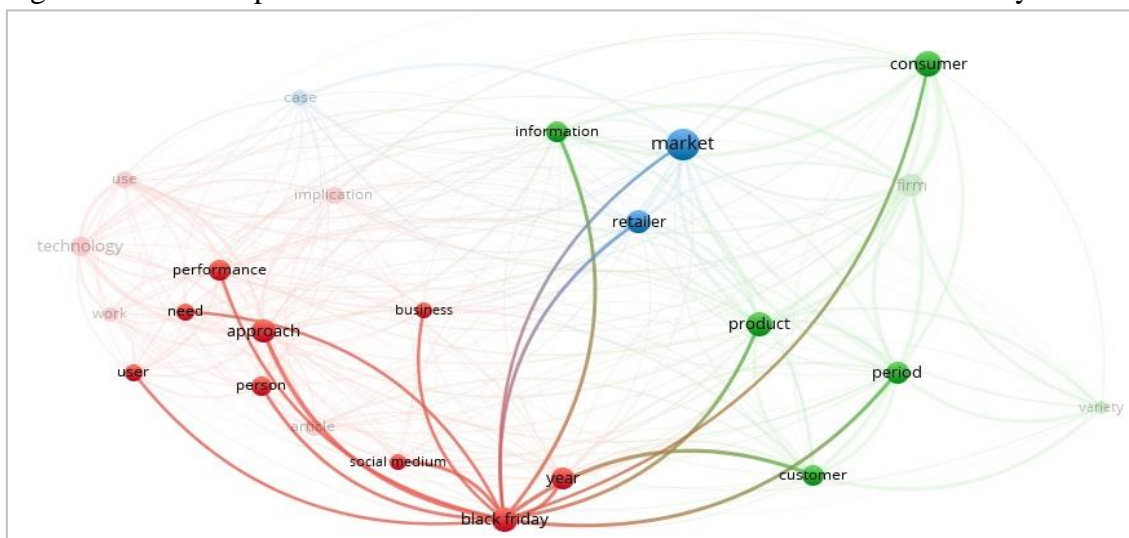 consumer
case
information
market
use
implication
firm
retailer
technology
performance
need
work
business
approach
product
user
person
period
variety
article
social medium
year
customer
black friday